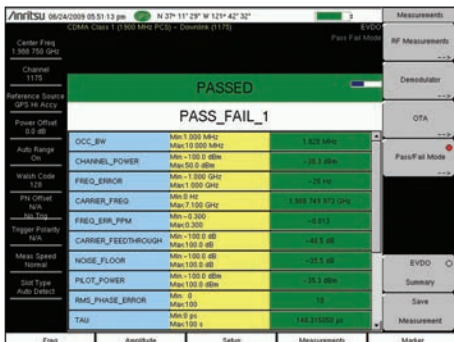 Anritsu 08/24/2009 05:51:13 pm N 37° 11' 29" W 121° 42' 32"
Measurements
CDMA Class 1 (1900 MHz PCS) - Downlink (1175)
EVDO
Pass Fail Mode
Center Freq
1.988 750 GHz
Channel
1175
Reference Source
GPS Hi Accy
Power Offset
0.0 dB
Auto Range
On
Walsh Code
128
PN Offset
N/A
No Trig
Trigger Polarity
N/A
Meas Speed
Normal
Slot Type
Auto Detect
PASSED
PASS_FAIL_1
OCC_BW Min:1.000 MHz Max:10.000 MHz
CHANNEL_POWER Min:-100.0 dBm Max:50.0 dBm
FREQ_ERROR Min:-1.000 GHz Max:1.000 GHz
CARRIER_FREQ Min:0 Hz Max:7.100 GHz
FREQ_ERR_PPM Min:-0.300 Max:0.300 -0.013
CARRIER_FEEDTHROUGH Min:-100.0 dB Max:100.0 dB
NOISE_FLOOR Min:-100.0 dB Max:100.0 dB
PILOT_POWER Min:-100.0 dBm Max:100.0 dBm
RMS_PHASE_ERROR Min: 0 Max:100
TAU Min:0 ps Max:100 s
RF Measurements
-->
Demodulator
-->
OTA
-->
Pass/Fail Mode
-->
EVDO
Summary
Save
Measurement
Freq Amplitude Setup Measurements Marker